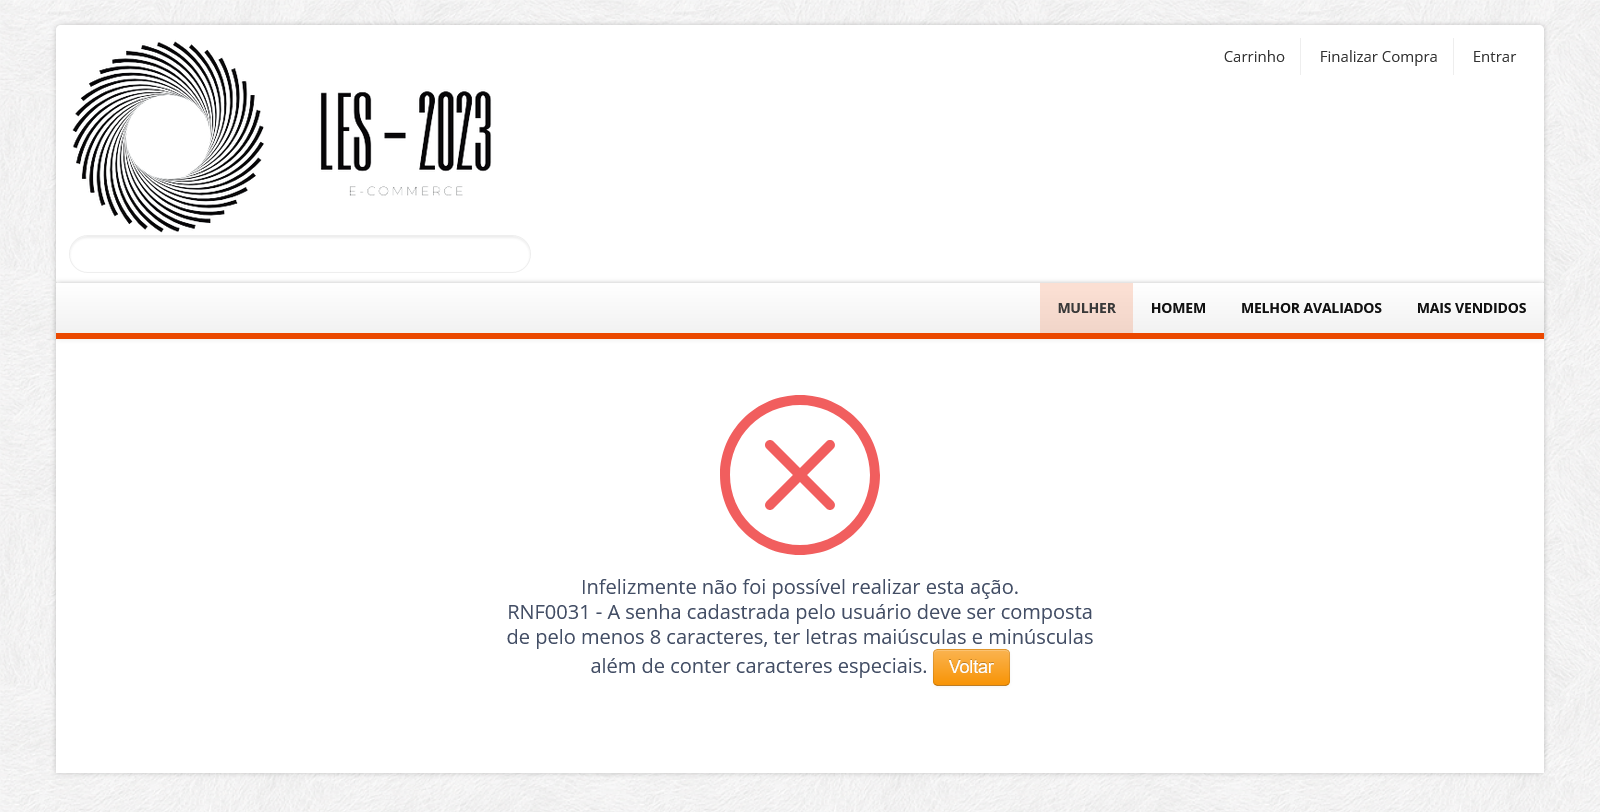 Carrinho
Finalizar Compra
Entrar
LES – 2023
E-COMMERCE
MULHER
HOMEM
MELHOR AVALIADOS
MAIS VENDIDOS
Infelizmente não foi possível realizar esta ação.
RNF0031 - A senha cadastrada pelo usuário deve ser composta
de pelo menos 8 caracteres, ter letras maiúsculas e minúsculas
além de conter caracteres especiais. Voltar